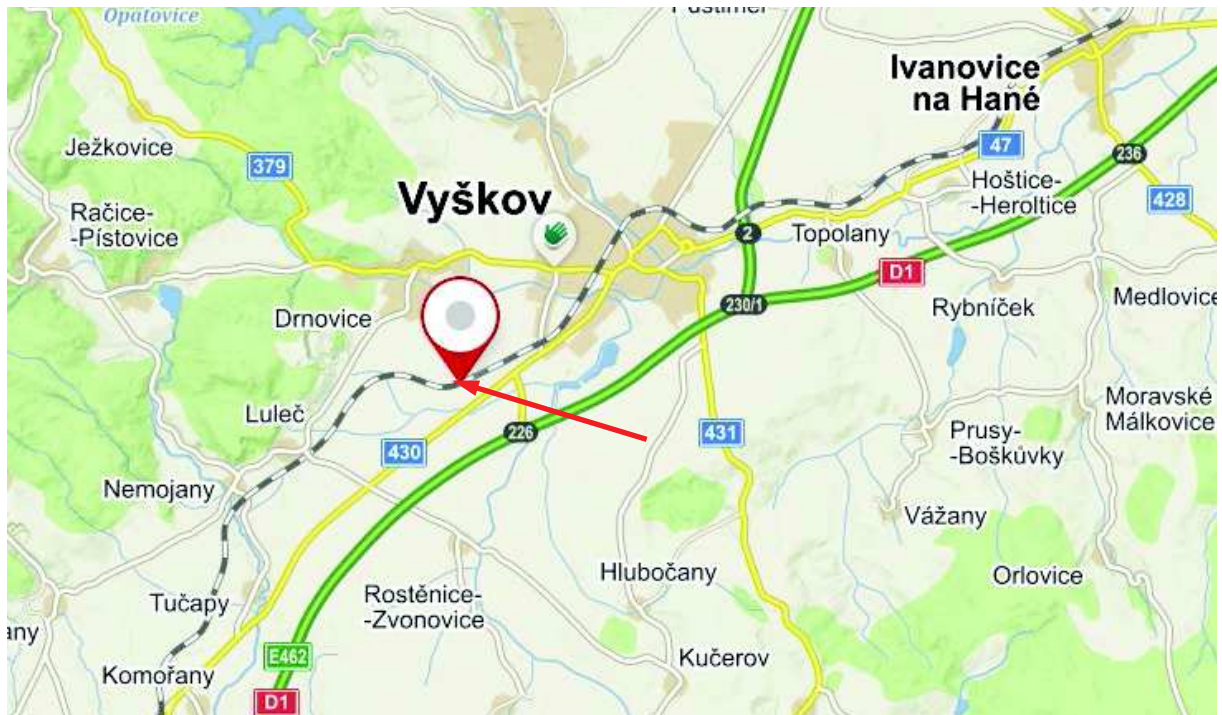 Opatovice
Pustiměř
Ivanovice
na Hané
Ježkovice
379
47
236
Hoštice-
-Heroltice
428
Vyškov
Račice-
-Pístovice
2
Topolany
D1
230/1
Rybníček
Medlovice
Drnovice
Luleč
Moravské
Málkovice
226
431
430
Prusy-
-Boškůvky
Nemojany
Vážany
Hlubočany
Orlovice
Tučapy
Rostěnice-
-Zvonovice
any
E462
Kučerov
Komořany
D1